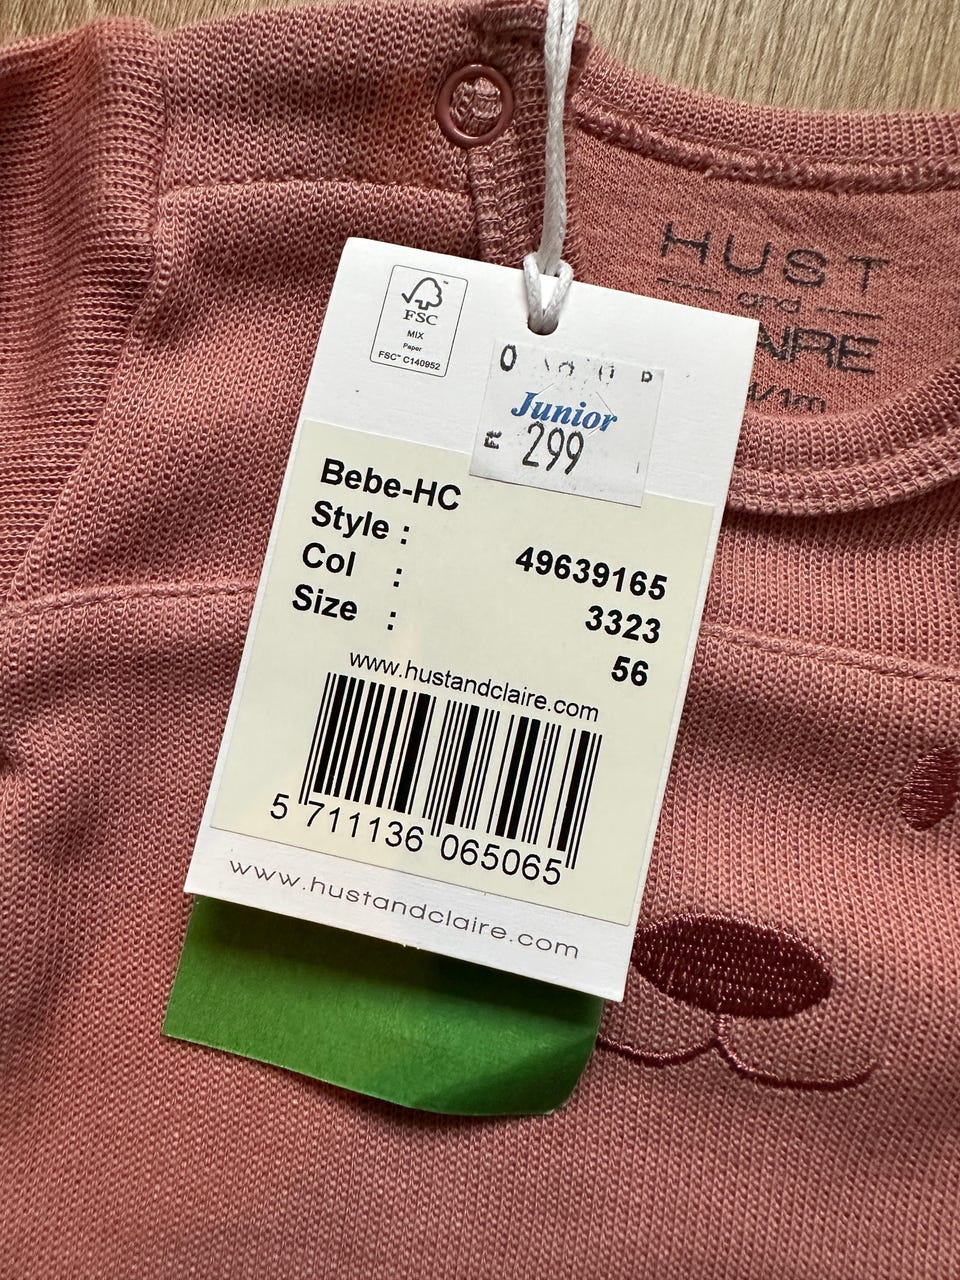 HUST
and
FSC
MIX
Paper
FSC™ C140952
Junior
299
Bebe-HC
Style : 49639165
Col : 3323
Size : 56
www.hustandclaire.com
5 711136 065065
www.hustandclaire.com